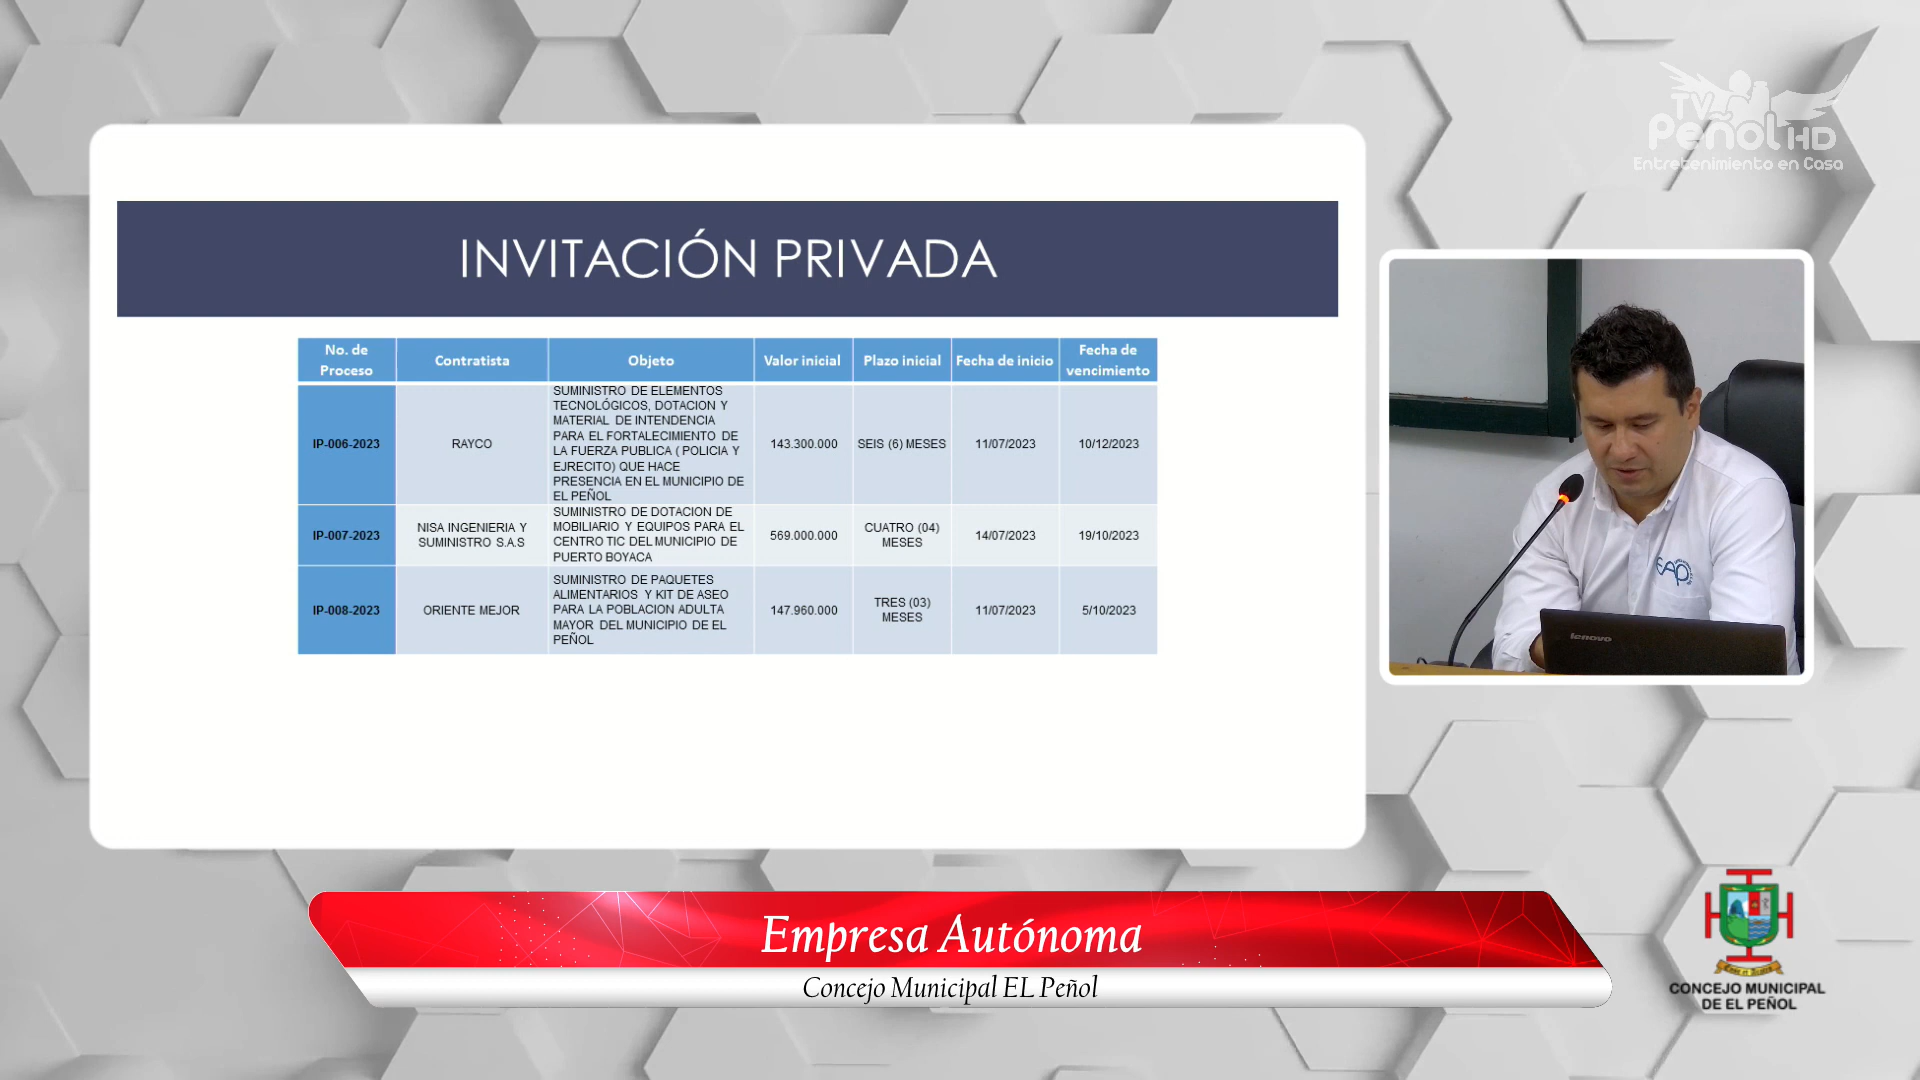 TV
Peñol HD
Entretenimiento en Casa
INVITACIÓN PRIVADA
No. de
Proceso
Contratista
Objeto
Valor inicial
Plazo inicial
Fecha de inicio
Fecha de
vencimiento
IP-006-2023
RAYCO
SUMINISTRO DE ELEMENTOS
TECNOLÓGICOS, DOTACION Y
MATERIAL DE INTENDENCIA
PARA EL FORTALECIMIENTO DE
LA FUERZA PUBLICA ( POLICIA Y
EJRECITO) QUE HACE
PRESENCIA EN EL MUNICIPIO DE
EL PEÑOL
143.300.000
SEIS (6) MESES
11/07/2023
10/12/2023
IP-007-2023
NISA INGENIERIA Y
SUMINISTRO S.A.S
SUMINISTRO DE DOTACION DE
MOBILIARIO Y EQUIPOS PARA EL
CENTRO TIC DEL MUNICIPIO DE
PUERTO BOYACA
569.000.000
CUATRO (04)
MESES
14/07/2023
19/10/2023
IP-008-2023
ORIENTE MEJOR
SUMINISTRO DE PAQUETES
ALIMENTARIOS Y KIT DE ASEO
PARA LA POBLACION ADULTA
MAYOR DEL MUNICIPIO DE EL
PEÑOL
147.960.000
TRES (03)
MESES
11/07/2023
5/10/2023
EAP
lenovo
Empresa Autónoma
Concejo Municipal EL Peñol
CONCEJO MUNICIPAL
DE EL PEÑOL